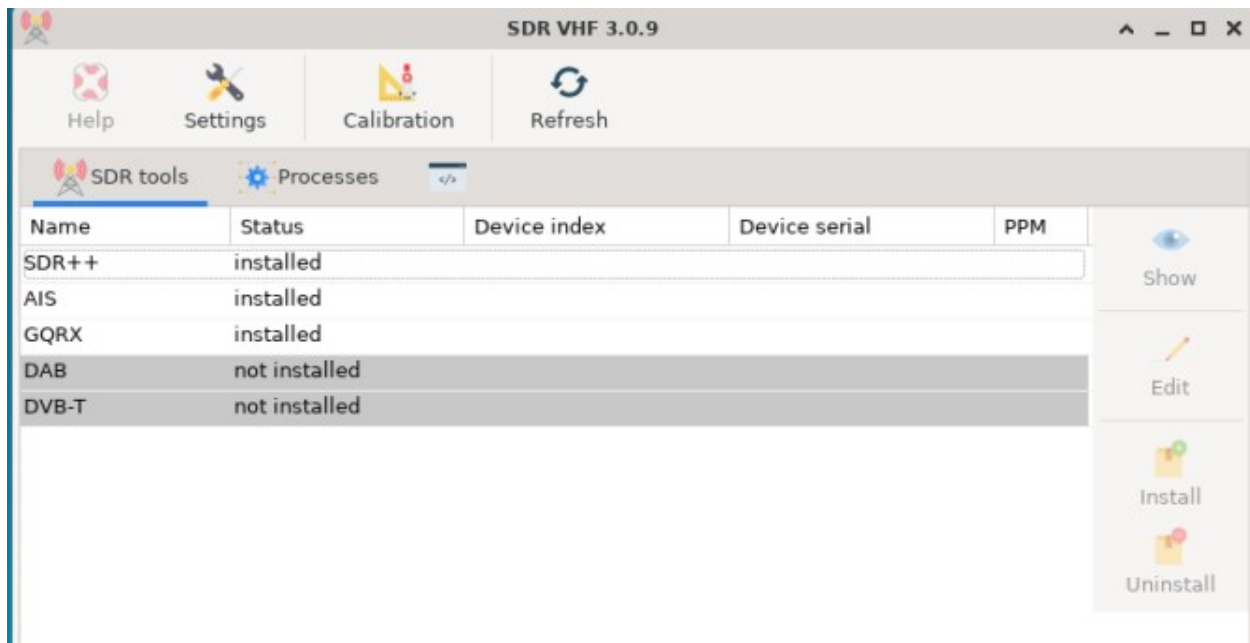 SDR VHF 3.0.9
Help Settings Calibration Refresh
SDR tools Processes </>
Name Status Device index Device serial PPM
SDR++ installed
AIS installed
GQRX installed
DAB not installed
DVB-T not installed
Show
Edit
Install
Uninstall